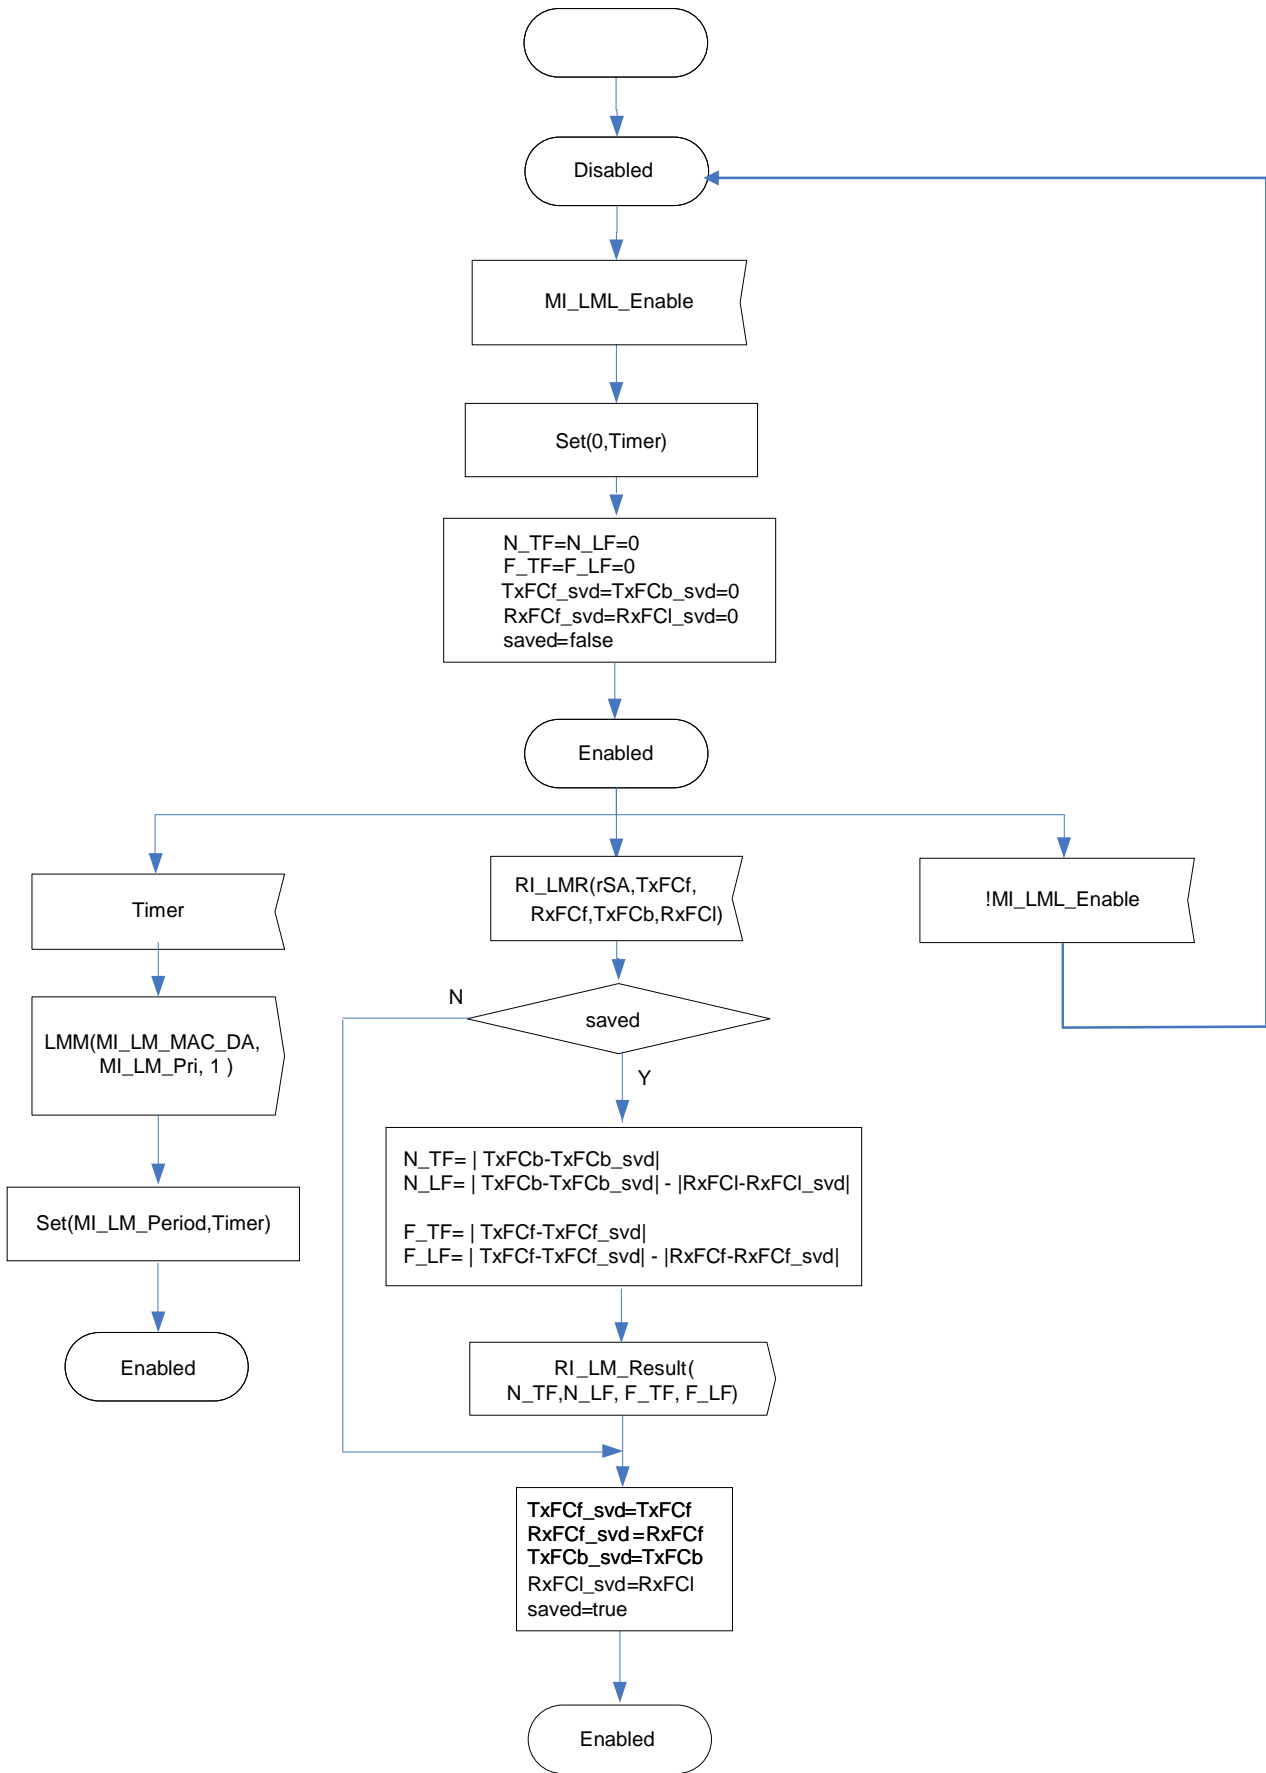 Disabled
MI_LML_Enable
Set(0,Timer)
N_TF=N_LF=0
F_TF=F_LF=0
TxFCf_svd=TxFCb_svd=0
RxFCf_svd=RxFCl_svd=0
saved=false
Enabled
Timer
LMM(MI_LM_MAC_DA,
MI_LM_Pri, 1 )
Set(MI_LM_Period,Timer)
Enabled
RI_LMR(rSA,TxFCf,
RxFCf,TxFCb,RxFCl)
saved
N
Y
N_TF= | TxFCb-TxFCb_svd|
N_LF= | TxFCb-TxFCb_svd| - |RxFCl-RxFCl_svd|
F_TF= | TxFCf-TxFCf_svd|
F_LF= | TxFCf-TxFCf_svd| - |RxFCf-RxFCf_svd|
RI_LM_Result(
N_TF,N_LF, F_TF, F_LF)
TxFCf_svd=TxFCf
RxFCf_svd=RxFCf
TxFCb_svd=TxFCb
RxFCl_svd=RxFCl
saved=true
Enabled
!MI_LML_Enable